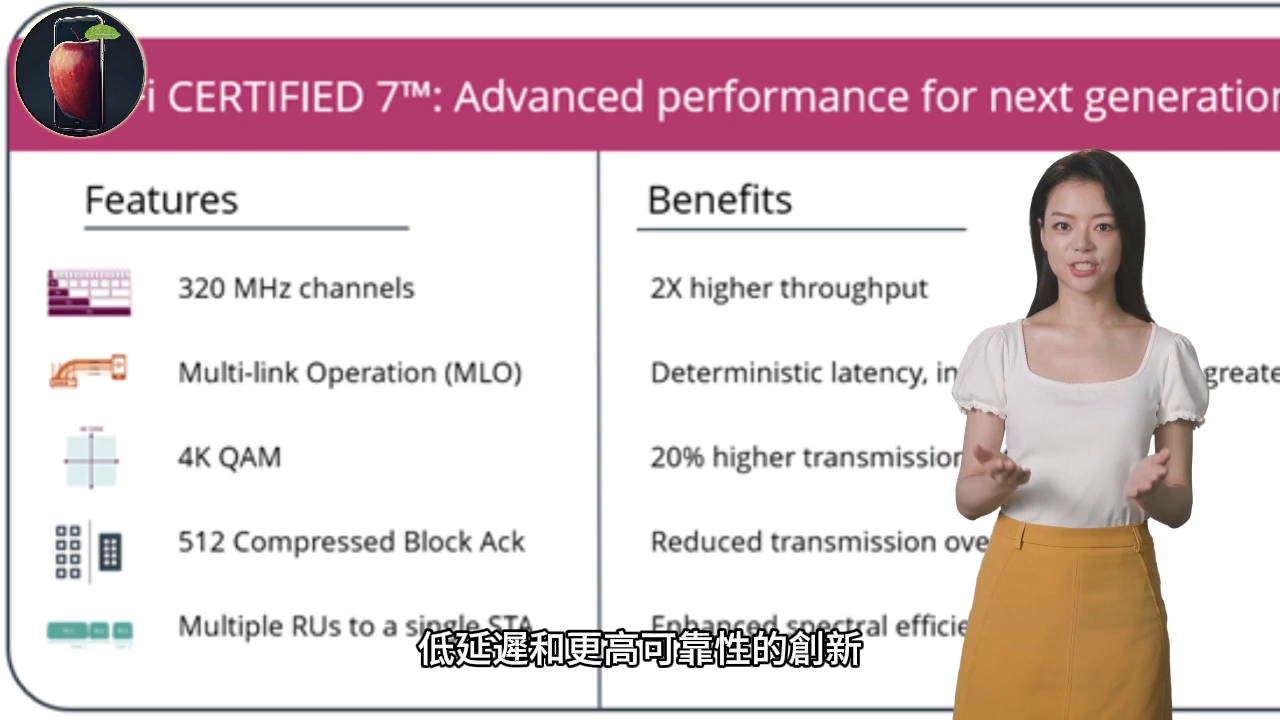 i CERTIFIED 7™: Advanced performance for next generation
Features
Benefits
320 MHz channels
2X higher throughput
Multi-link Operation (MLO)
Deterministic latency, in
greate
4K QAM
20% higher transmission
512 Compressed Block Ack
Reduced transmission ove
Multiple RUs to a single STA
Enhanced spectral efficie
低延遲和更高可靠性的創新